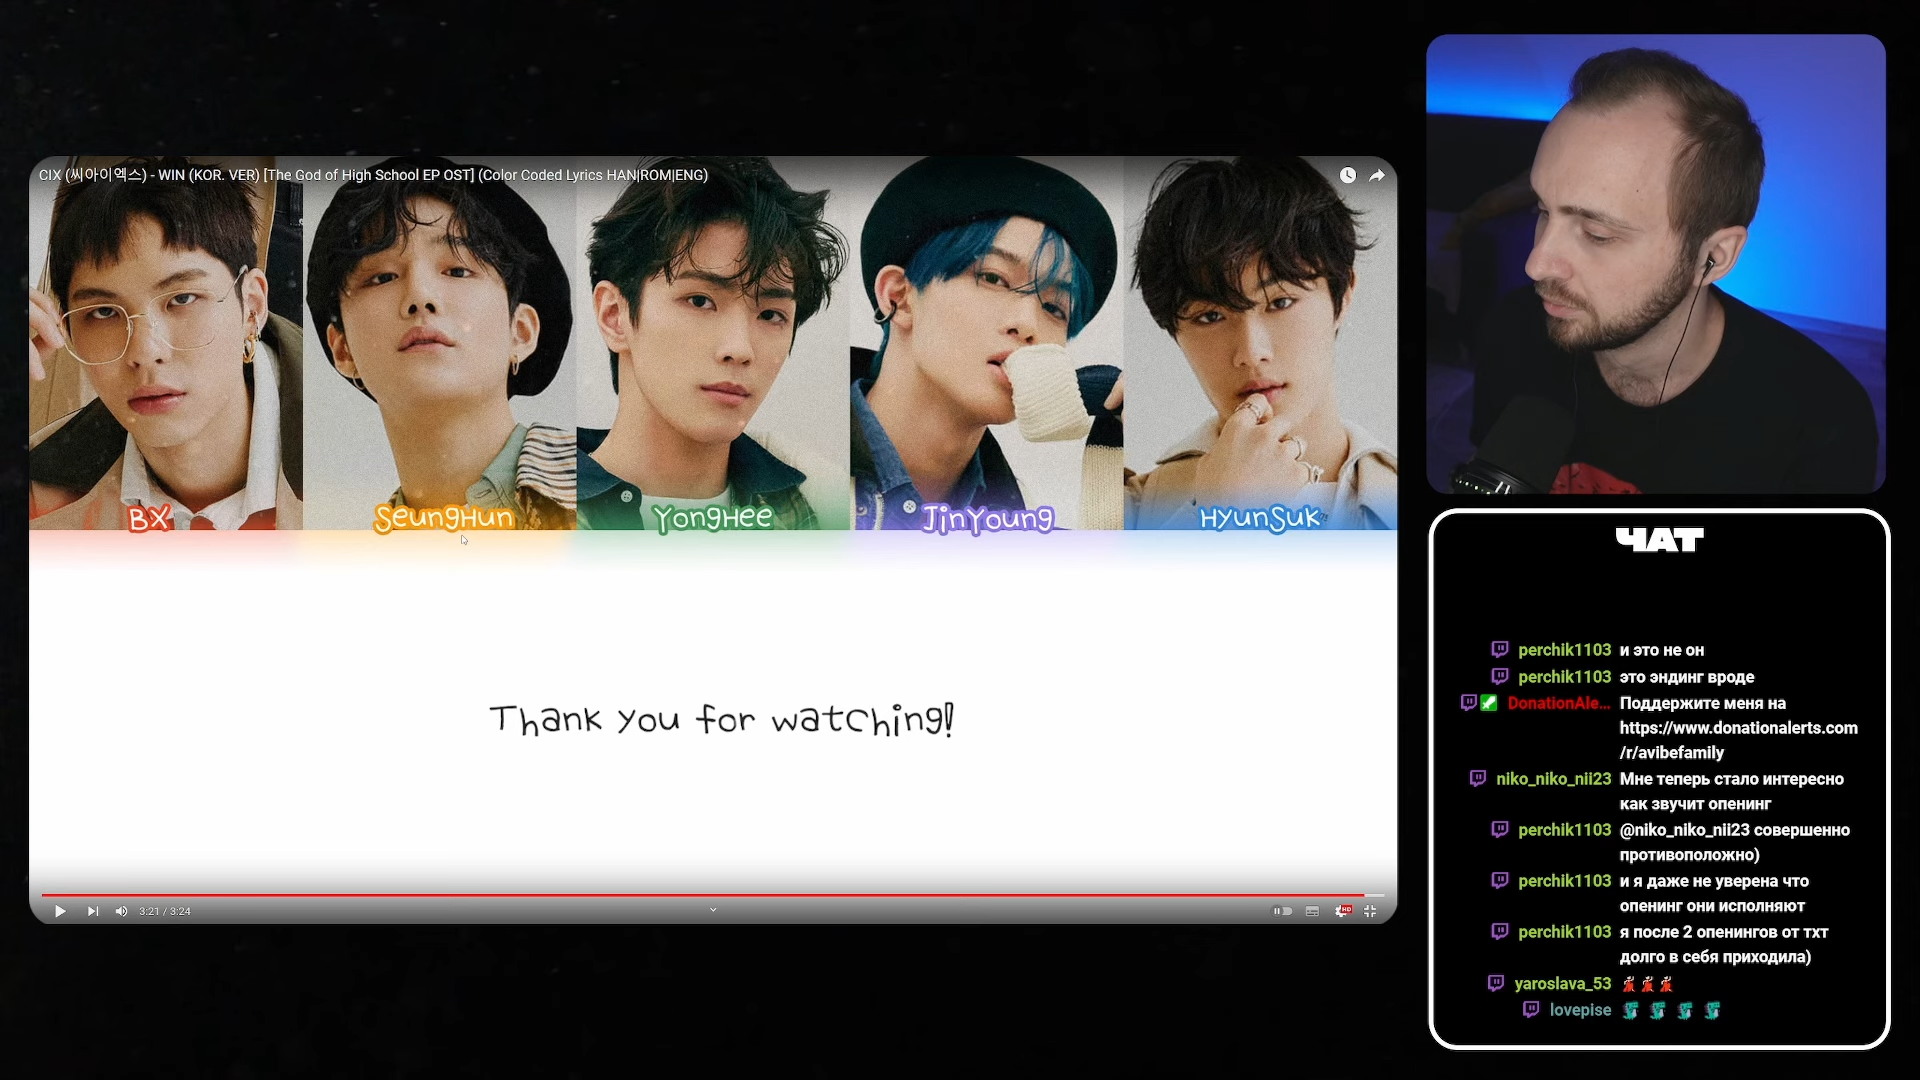 CIX (씨아이엑스) - WIN (KOR. VER) [The God of High School EP OST] (Color Coded Lyrics HAN|ROM|ENG)
BX
SeungHun
YongHee
JinYoung
HyunSuk
Thank you for watching!
3:21 / 3:24
HD
ЧАТ
perchik1103 и это не он
perchik1103 это эндинг вроде
DonationAle... Поддержите меня на
https://www.donationalerts.com
/r/avibefamily
niko_niko_nii23 Мне теперь стало интересно
как звучит опенинг
perchik1103 @niko_niko_nii23 совершенно
противоположно)
perchik1103 и я даже не уверена что
опенинг они исполняют
perchik1103 я после 2 опенингов от тхт
долго в себя приходила)
yaroslava_53
lovepise